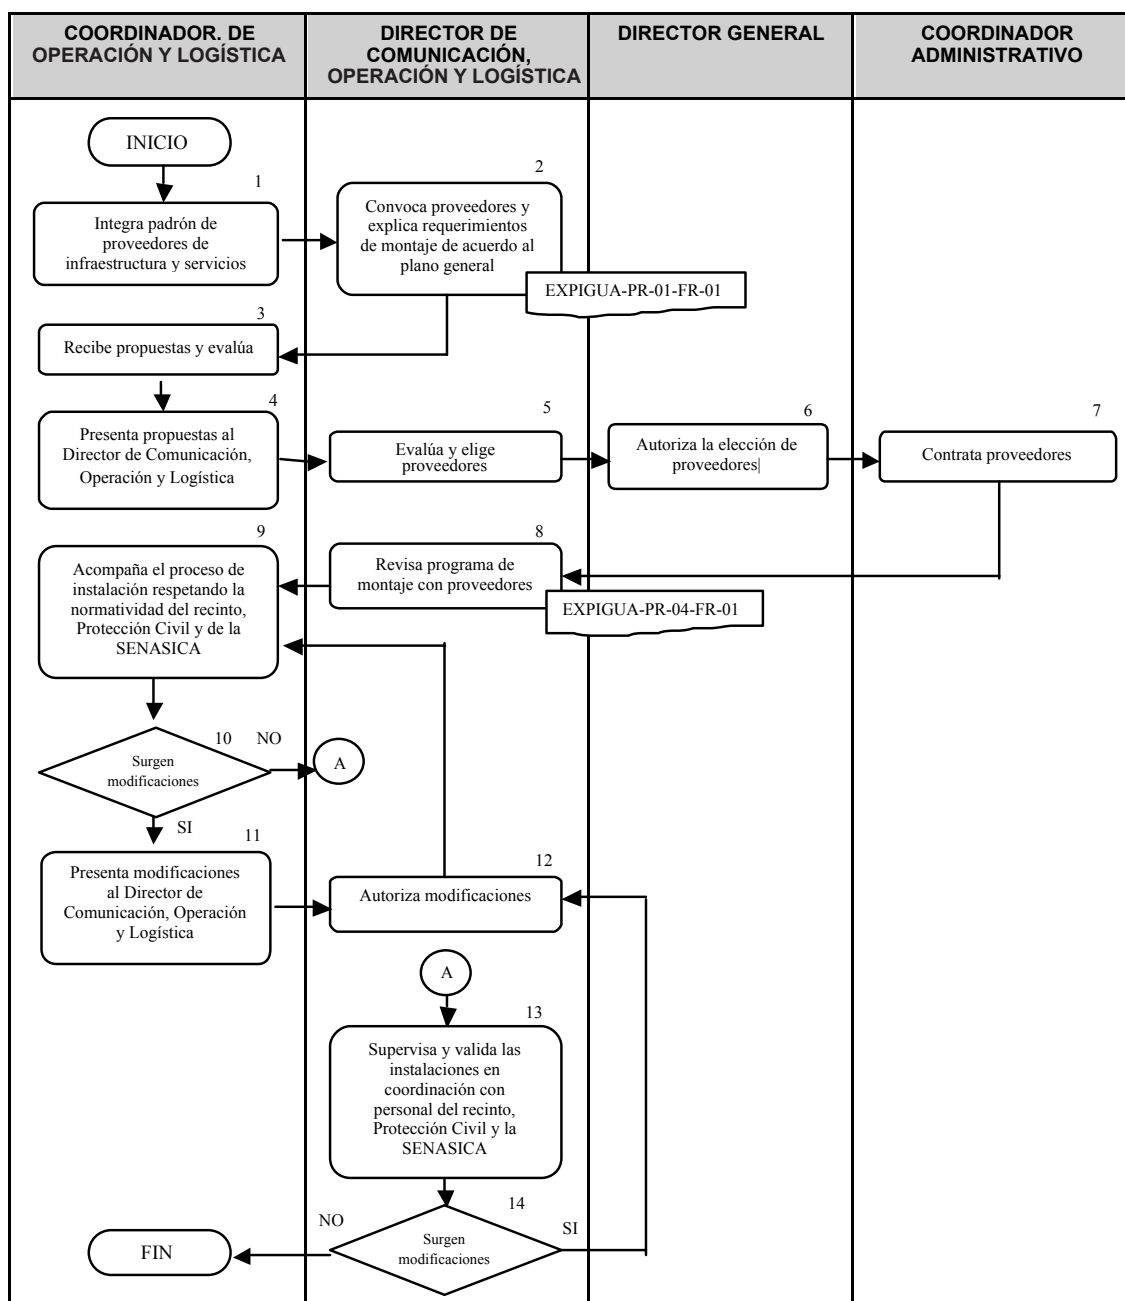 COORDINADOR. DE
OPERACIÓN Y LOGÍSTICA
DIRECTOR DE
COMUNICACIÓN,
OPERACIÓN Y LOGÍSTICA
DIRECTOR GENERAL
COORDINADOR
ADMINISTRATIVO
INICIO
1
Integra padrón de
proveedores de
infraestructura y servicios
2
Convoca proveedores y
explica requerimientos
de montaje de acuerdo al
plano general
EXPIGUA-PR-01-FR-01
3
Recibe propuestas y evalúa
4
Presenta propuestas al
Director de Comunicación,
Operación y Logística
5
Evalúa y elige
proveedores
6
Autoriza la elección de
proveedores|
7
Contrata proveedores
8
Revisa programa de
montaje con proveedores
EXPIGUA-PR-04-FR-01
9
Acompaña el proceso de
instalación respetando la
normatividad del recinto,
Protección Civil y de la
SENASICA
10
NO
Surgen
modificaciones
A
SI
11
Presenta modificaciones
al Director de
Comunicación, Operación
y Logística
12
Autoriza modificaciones
A
13
Supervisa y valida las
instalaciones en
coordinación con
personal del recinto,
Protección Civil y la
SENASICA
14
NO
SI
Surgen
modificaciones
FIN